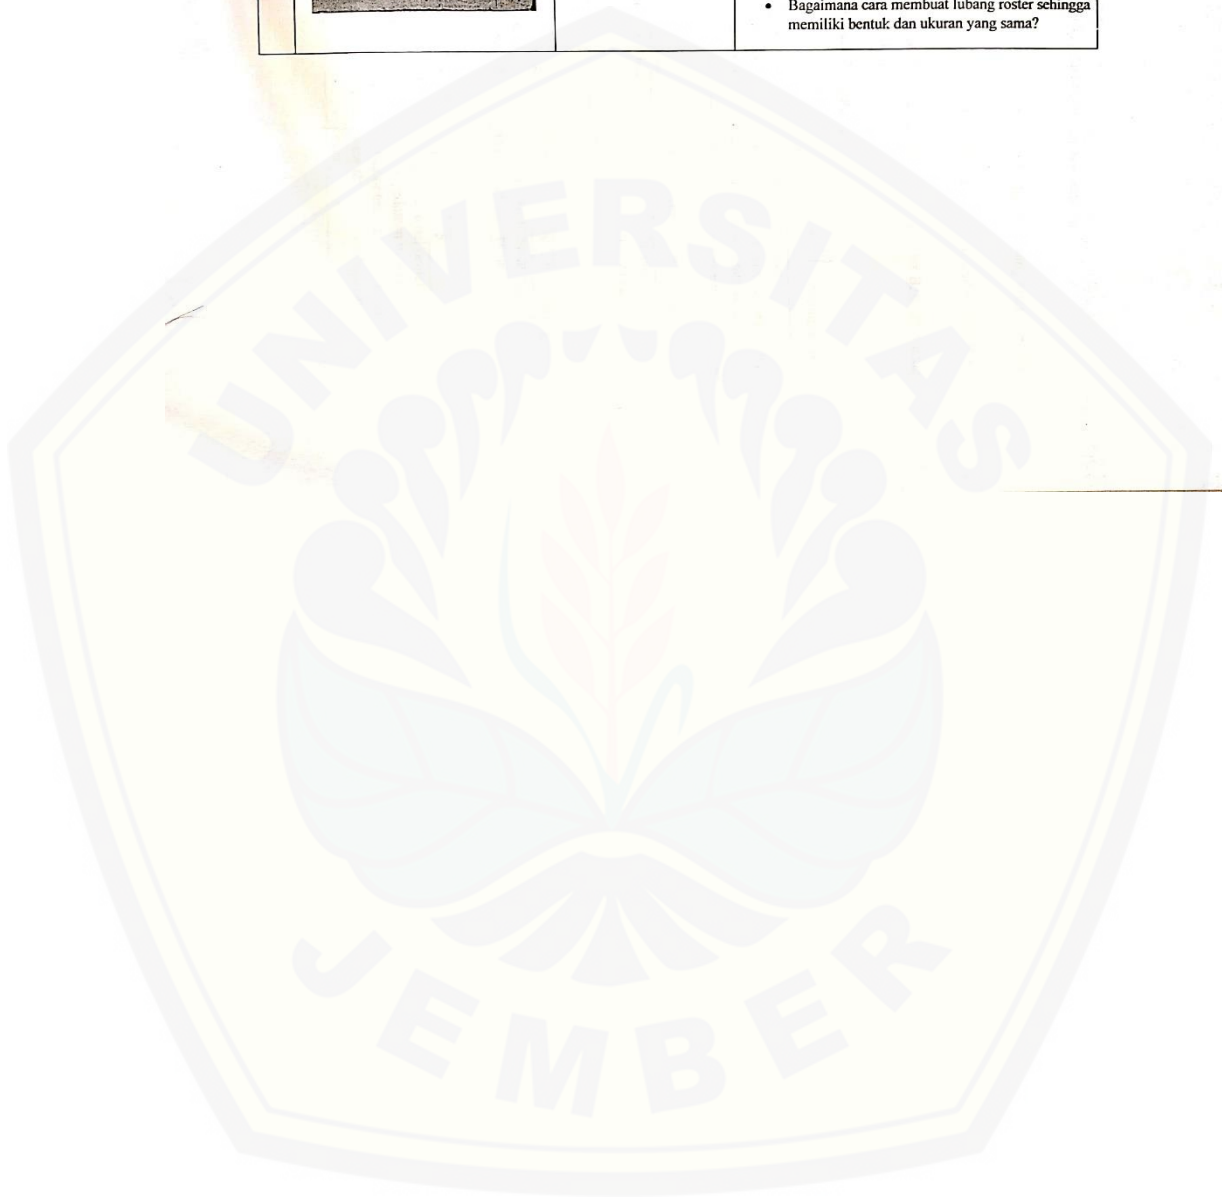 • Bagaimana cara membuat lubang roster sehingga
memiliki bentuk dan ukuran yang sama?
UNIVERSITAS
JEMBER